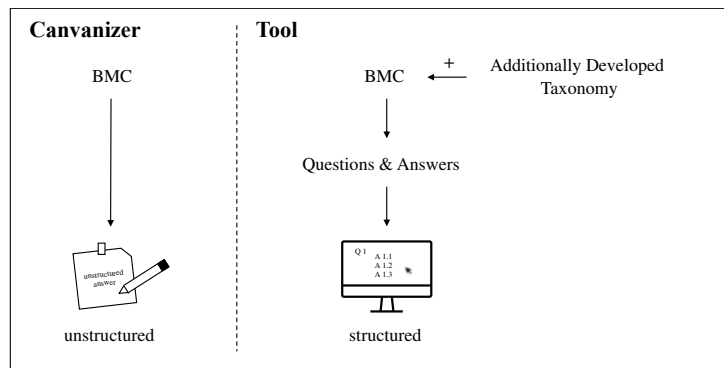 Canvanizer
BMC
unstructured
answer
unstructured
Tool
BMC
+
Additionally Developed
Taxonomy
Questions & Answers
Q 1
A 1.1
A 1.2
A 1.3
structured